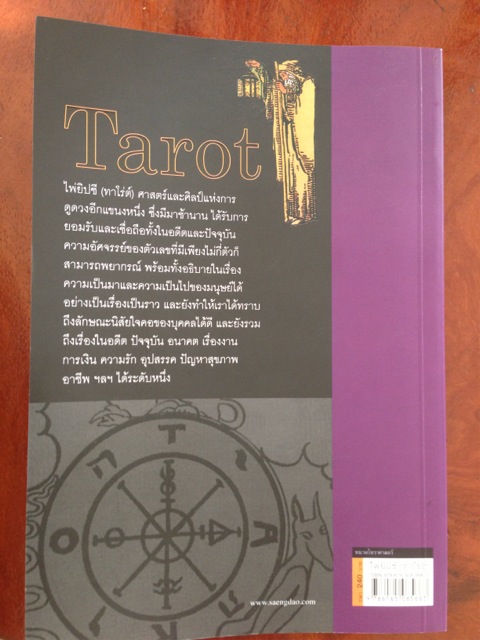 Tarot
ไพ่ยิปซี (ทาโร่ต์) ศาสตร์และศิลป์แห่งการ
ดูดวงอีกแขนงหนึ่ง ซึ่งมีมาช้านาน ได้รับการ
ยอมรับและเชื่อถือทั้งในอดีตและปัจจุบัน
ความอัศจรรย์ของตัวเลขที่มีเพียงไม่กี่ตัวก็
สามารถพยากรณ์ พร้อมทั้งอธิบายในเรื่อง
ความเป็นมาและความเป็นไปของมนุษย์ได้
อย่างเป็นเรื่องเป็นราว และยังทำให้เราได้ทราบ
ถึงลักษณะนิสัยใจคอของบุคคลได้ดี และยังรวม
ถึงเรื่องในอดีต ปัจจุบัน อนาคต เรื่องงาน
การเงิน ความรัก อุปสรรค ปัญหาสุขภาพ
อาชีพ ฯลฯ ได้ระดับหนึ่ง
T
A
O
www.saengdao.com
หมวดโหราศาสตร์
240